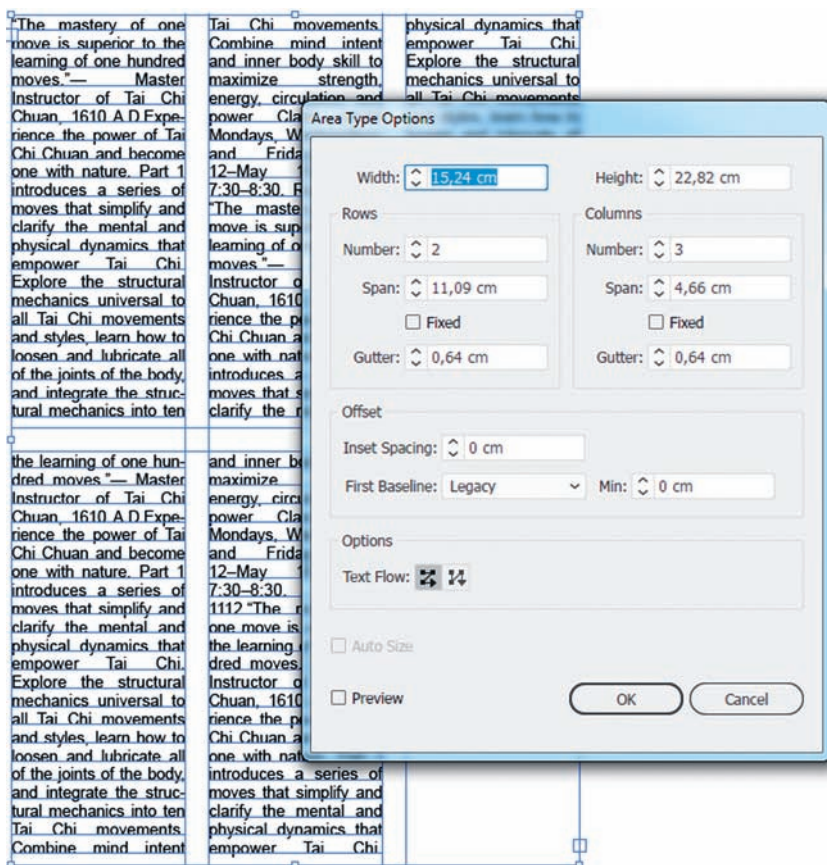 “The mastery of one
move is superior to the
learning of one hundred
moves.”— Master
Instructor of Tai Chi
Chuan, 1610 A.D.Expe-
rience the power of Tai
Chi Chuan and become
one with nature. Part 1
introduces a series of
moves that simplify and
clarify the mental and
physical dynamics that
empower Tai Chi.
Explore the structural
mechanics universal to
all Tai Chi movements
and styles, learn how to
loosen and lubricate all
of the joints of the body,
and integrate the struc-
tural mechanics into ten
Tai Chi movements.
Combine mind intent
and inner body skill to
maximize strength,
energy, circulation and
power Cla
Mondays, W
and Frida
12–May 1
7:30–8:30. R
“The maste
move is sup
learning of o
moves.”—
Instructor o
Chuan, 1610
rience the p
Chi Chuan a
one with nat
introduces a
moves that s
clarify the m
physical dynamics that
empower Tai Chi.
Explore the structural
mechanics universal to
all Tai Chi movements
the learning of one hun-
dred moves.”— Master
Instructor of Tai Chi
Chuan, 1610 A.D.Expe-
rience the power of Tai
Chi Chuan and become
one with nature. Part 1
introduces a series of
moves that simplify and
clarify the mental and
physical dynamics that
empower Tai Chi.
Explore the structural
mechanics universal to
all Tai Chi movements
and styles, learn how to
loosen and lubricate all
of the joints of the body,
and integrate the struc-
tural mechanics into ten
Tai Chi movements.
Combine mind intent
and inner bo
maximize
energy, circu
power Cla
Mondays, W
and Frida
12–May 1
7:30–8:30.
1112 “The m
one move is
the learning
dred moves.
Instructor o
Chuan, 1610
rience the p
Chi Chuan a
one with nat
introduces a series of
moves that simplify and
clarify the mental and
physical dynamics that
empower Tai Chi.
Area Type Options
Width: 15,24 cm Height: 22,82 cm
Rows Columns
Number: 2 Number: 3
Span: 11,09 cm Span: 4,66 cm
Fixed Fixed
Gutter: 0,64 cm Gutter: 0,64 cm
Offset
Inset Spacing: 0 cm
First Baseline: Legacy Min: 0 cm
Options
Text Flow:
Auto Size
Preview OK Cancel